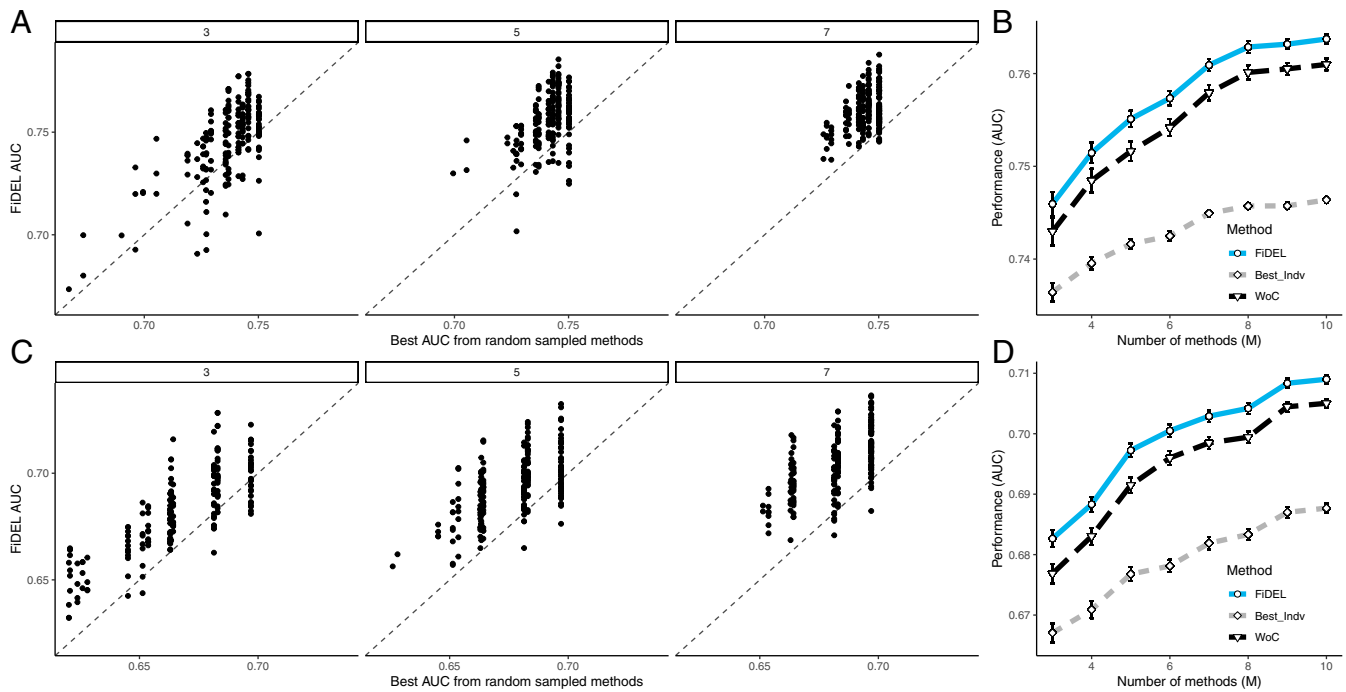 A
3
5
7
FiDEL AUC
0.75
0.70
0.70
0.75
0.70
0.75
0.70
0.75
Best AUC from random sampled methods
B
Performance (AUC)
0.76
0.75
0.74
Method
FiDEL
Best_Indv
WoC
4
6
8
10
Number of methods (M)
C
3
5
7
FiDEL AUC
0.70
0.65
0.65
0.70
0.65
0.70
0.65
0.70
Best AUC from random sampled methods
D
Performance (AUC)
0.71
0.70
0.69
0.68
0.67
Method
FiDEL
Best_Indv
WoC
4
6
8
10
Number of methods (M)